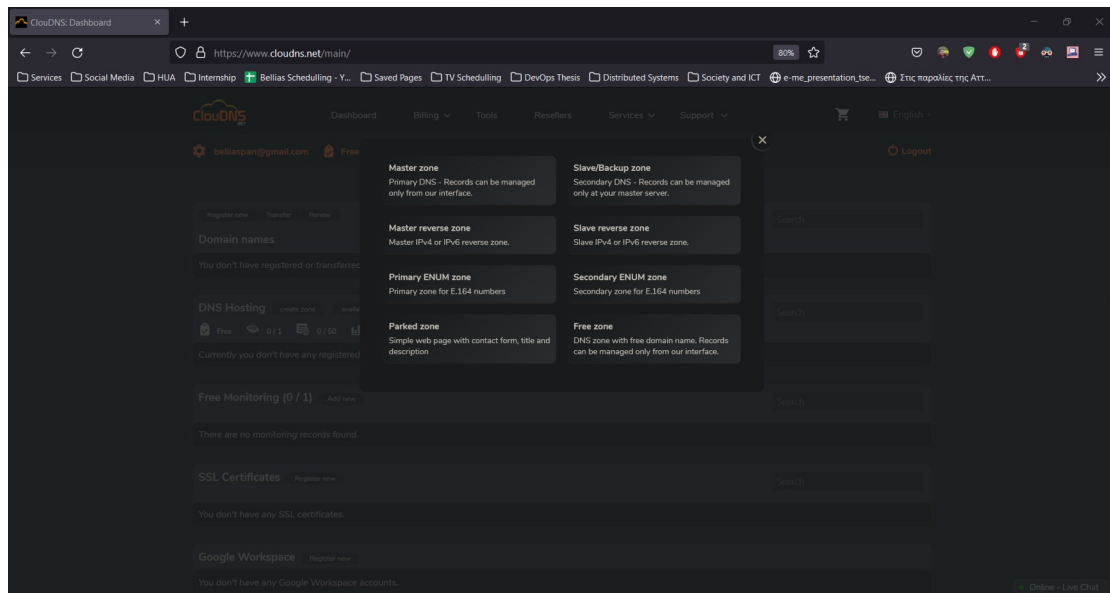 ClouDNS: Dashboard
https://www.cloudns.net/main/
80%
2
Services Social Media HUA Internship Bellias Schedulling - Y... Saved Pages TV Schedulling DevOps Thesis Distributed Systems Society and ICT e-me_presentation_tse... Στις παραλίες της Αττ...
ClouDNS Dashboard Billing Tools Resellers Services Support English
belliaspan@gmail.com Free Logout
Master zone
Primary DNS - Records can be managed
only from our interface.
Slave/Backup zone
Secondary DNS - Records can be managed
only at your master server.
Master reverse zone
Master IPv4 or IPv6 reverse zone.
Slave reverse zone
Slave IPv4 or IPv6 reverse zone.
Primary ENUM zone
Primary zone for E.164 numbers
Secondary ENUM zone
Secondary zone for E.164 numbers
Parked zone
Simple web page with contact form, title and
description
Free zone
DNS zone with free domain name. Records
can be managed only from our interface.
Register new Transfer Renew Search
Domain names
You don't have registered or transferred
DNS Hosting create zone Search
Free 0/1 0/50
Currently you don't have any registered
Free Monitoring (0 / 1) Add new Search
There are no monitoring records found.
SSL Certificates Register new Search
You don't have any SSL certificates.
Google Workspace Register new
You don't have any Google Workspace accounts.
Online - Live Chat